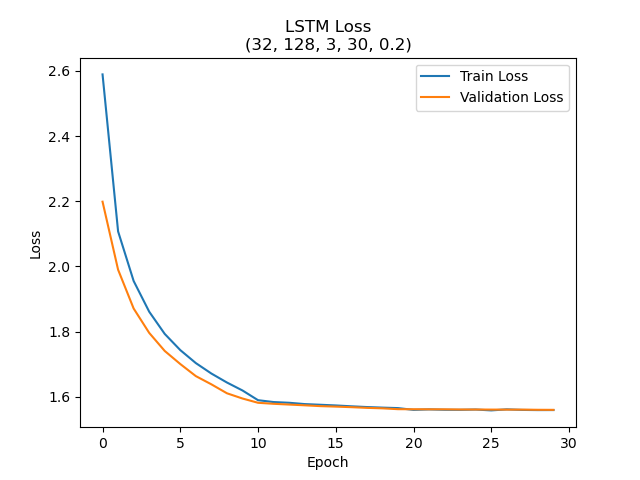 LSTM Loss
(32, 128, 3, 30, 0.2)
Train Loss
Validation Loss
2.6
2.4
2.2
2.0
1.8
1.6
Loss
0 5 10 15 20 25 30
Epoch